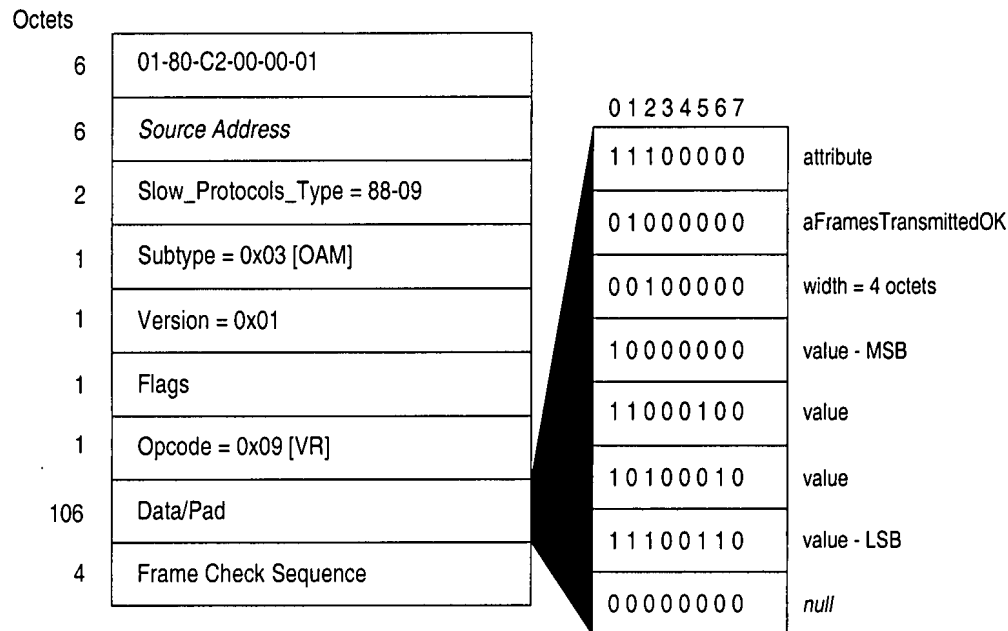 Octets
6 01-80-C2-00-00-01
6 Source Address
2 Slow_Protocols_Type = 88-09
1 Subtype = 0x03 [OAM]
1 Version = 0x01
1 Flags
1 Opcode = 0x09 [VR]
106 Data/Pad
4 Frame Check Sequence
0 1 2 3 4 5 6 7
1 1 1 0 0 0 0 0 attribute
0 1 0 0 0 0 0 0 aFramesTransmittedOK
0 0 1 0 0 0 0 0 width = 4 octets
1 0 0 0 0 0 0 0 value - MSB
1 1 0 0 0 1 0 0 value
1 0 1 0 0 0 1 0 value
1 1 1 0 0 1 1 0 value - LSB
0 0 0 0 0 0 0 0 null